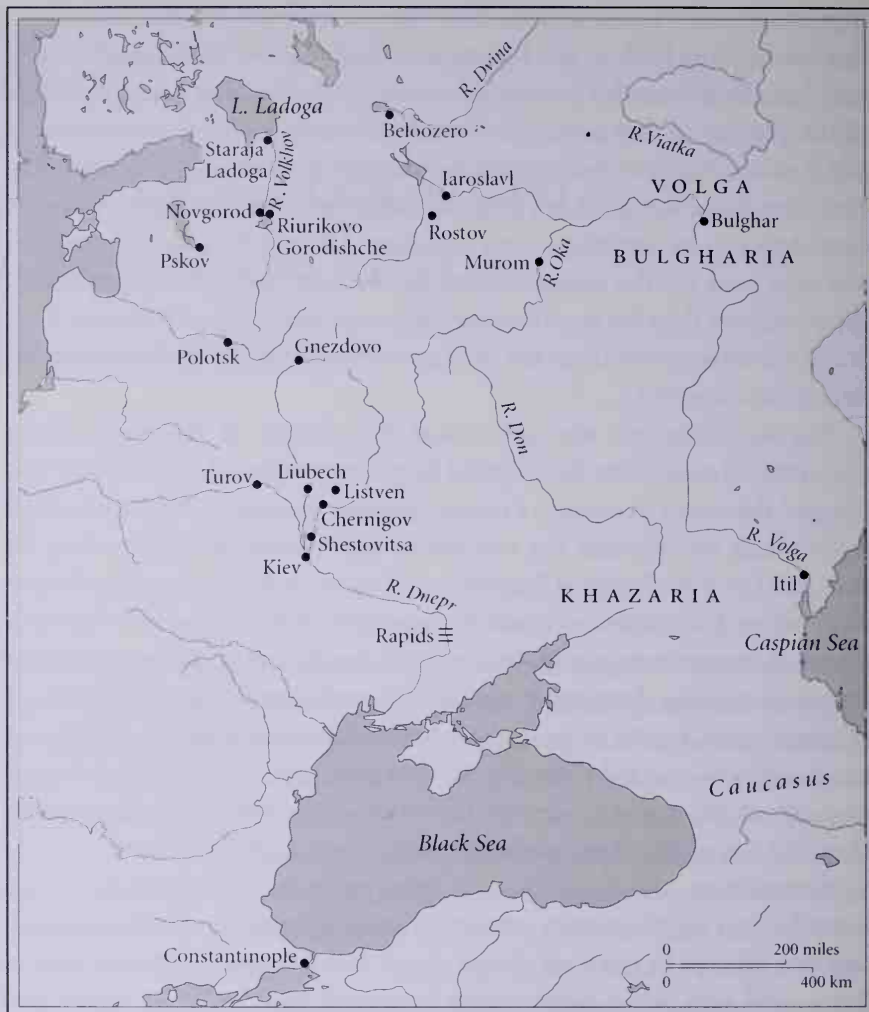 L. Ladoga
R. Dvina
Beloozero
Staraja
Ladoga
R. Volkhov
R. Viatka
VOLGA
Iaroslavl
Novgorod
Riurikovo
Gorodishche
Rostov
Bulghar
Pskov
Murom
R. Oka
BULGHARIA
Polotsk
Gnezdovo
R. Don
Turov
Liubech
Listven
Chernigov
Shestovitsa
Kiev
R. Volga
Itil
R. Dnepr
KHAZARIA
Rapids
Caspian Sea
Caucasus
Black Sea
Constantinople
0 200 miles
0 400 km